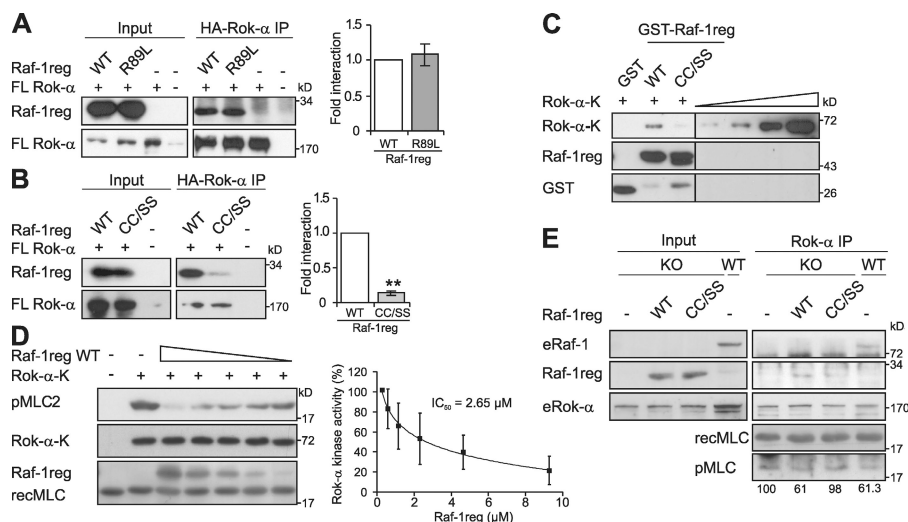 A
Input
HA-Rok-α IP
Raf-1reg WT R89L - - WT R89L - -
FL Rok-α + + + - + + + - kD
Raf-1reg
34
FL Rok-α
170
Fold interaction
1.5
1.0
0.5
0
WT R89L
Raf-1reg
B
Input
HA-Rok-α IP
WT CC/SS - WT CC/SS -
FL Rok-α + + - + + - kD
Raf-1reg
34
FL Rok-α
170
Fold interaction
1.5
1.0
0.5
0
**
WT CC/SS
Raf-1reg
C
GST-Raf-1reg
GST WT CC/SS
Rok-α-K + + +
kD
Rok-α-K
72
Raf-1reg
43
GST
26
D
Raf-1reg WT - -
Rok-α-K - + + + + + +
kD
pMLC2
17
Rok-α-K
72
Raf-1reg
recMLC
17
Rok-α kinase activity (%)
120
100
80
60
40
20
0
IC50 = 2.65 µM
0 2 4 6 8 10
Raf-1reg (µM)
E
Input
Rok-α IP
KO WT KO WT
Raf-1reg - WT CC/SS - - WT CC/SS -
kD
eRaf-1
72
Raf-1reg
34
eRok-α
170
recMLC
17
pMLC
17
100 61 98 61.3